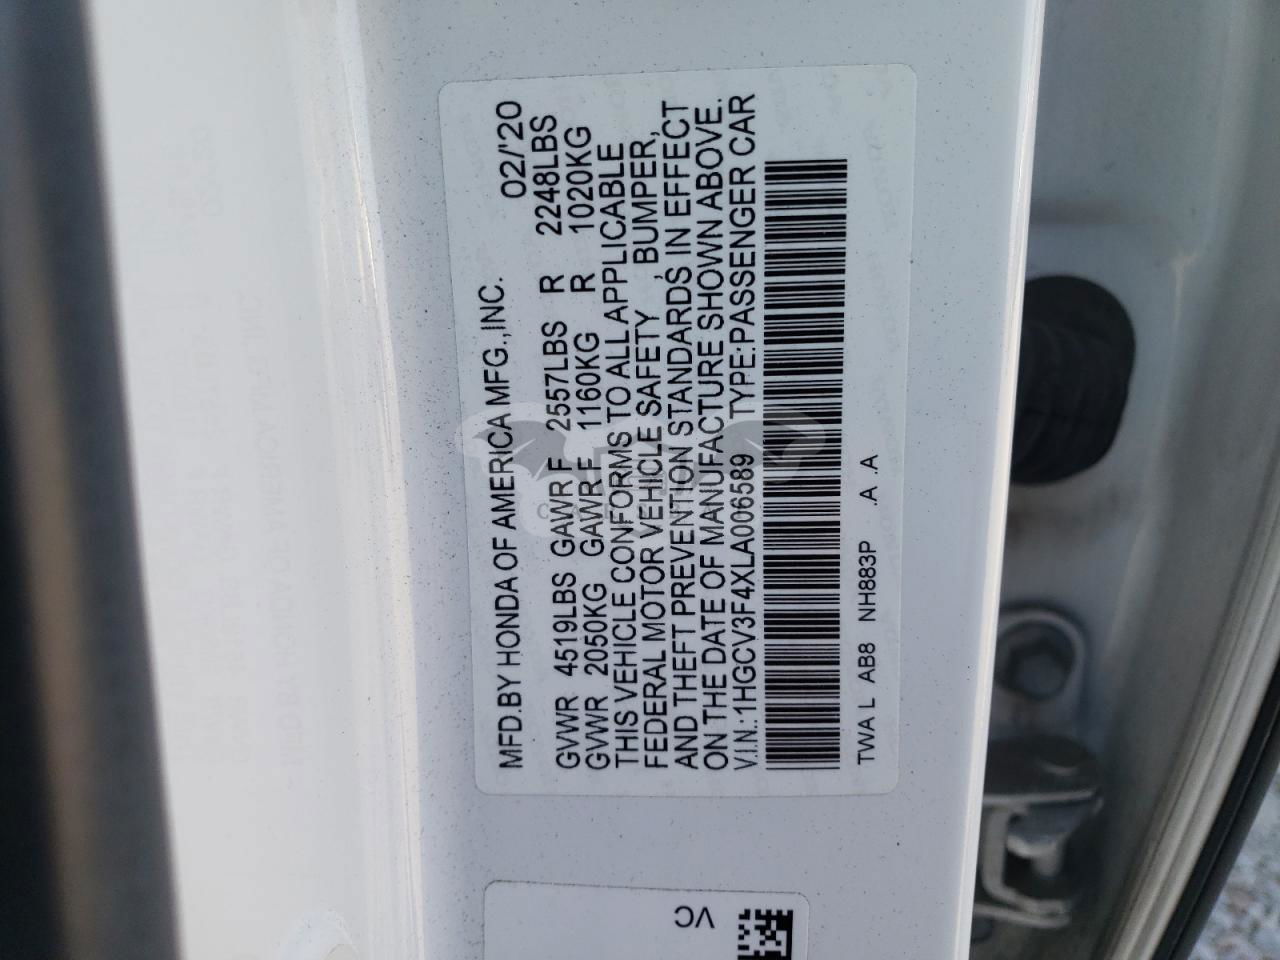 MFD.BY HONDA OF AMERICA MFG.,INC. 02/'20
GVWR 4519LBS GAWR F 2557LBS R 2248LBS
GVWR 2050KG GAWR F 1160KG R 1020KG
THIS VEHICLE CONFORMS TO ALL APPLICABLE
FEDERAL MOTOR VEHICLE SAFETY , BUMPER,
AND THEFT PREVENTION STANDARDS IN EFFECT
ON THE DATE OF MANUFACTURE SHOWN ABOVE.
V.I.N.:1HGCV3F4XLA006589 TYPE:PASSENGER CAR
TWA L AB8 NH883P .A .A
VC